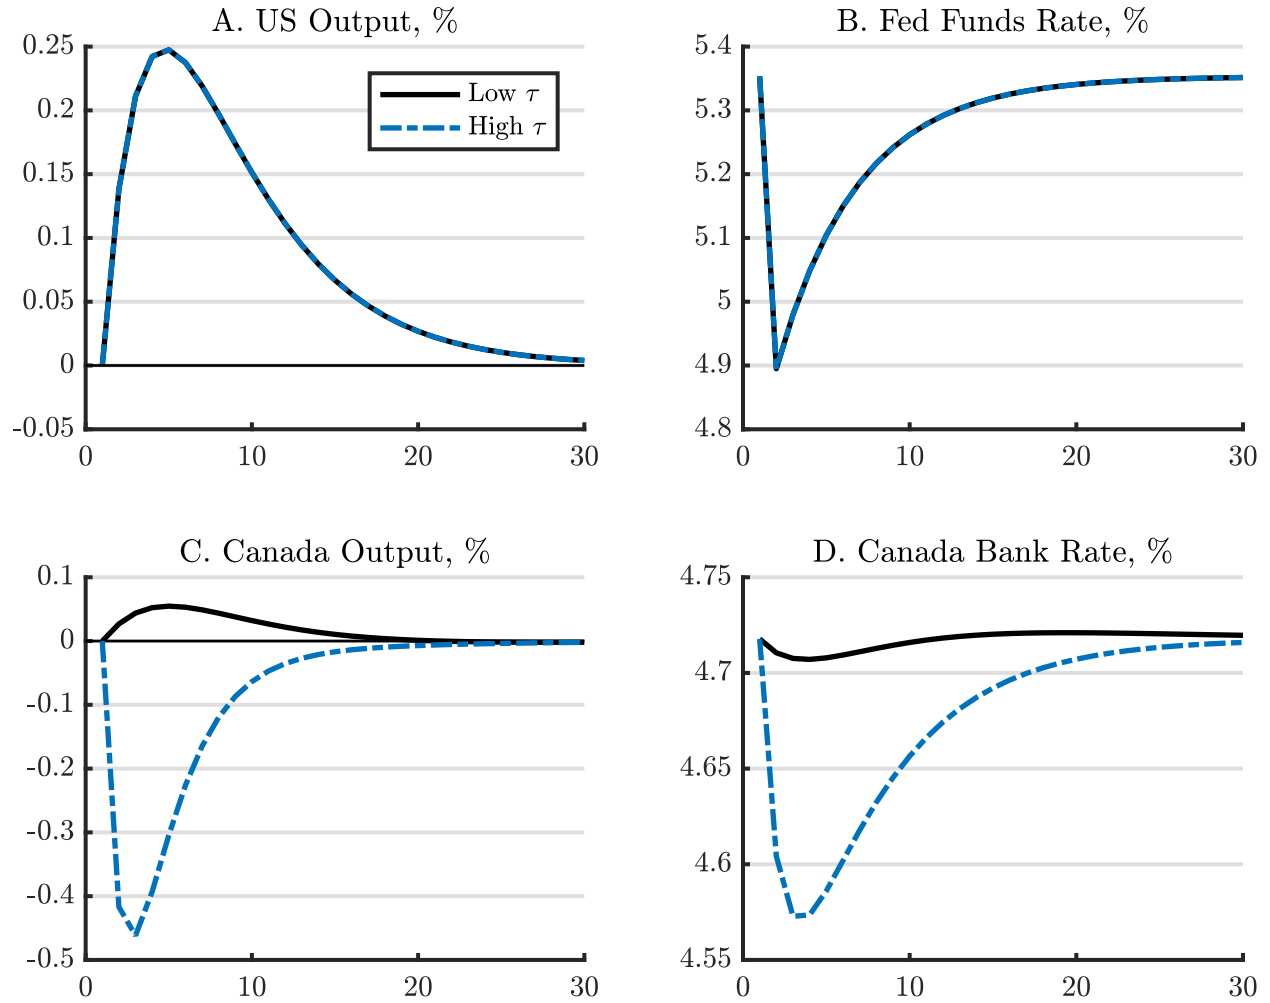 A. US Output, %
0.25
0.2
0.15
0.1
0.05
0
-0.05
0 10 20 30
Low τ
High τ
B. Fed Funds Rate, %
5.4
5.3
5.2
5.1
5
4.9
4.8
0 10 20 30
C. Canada Output, %
0.1
0
-0.1
-0.2
-0.3
-0.4
-0.5
0 10 20 30
D. Canada Bank Rate, %
4.75
4.7
4.65
4.6
4.55
0 10 20 30